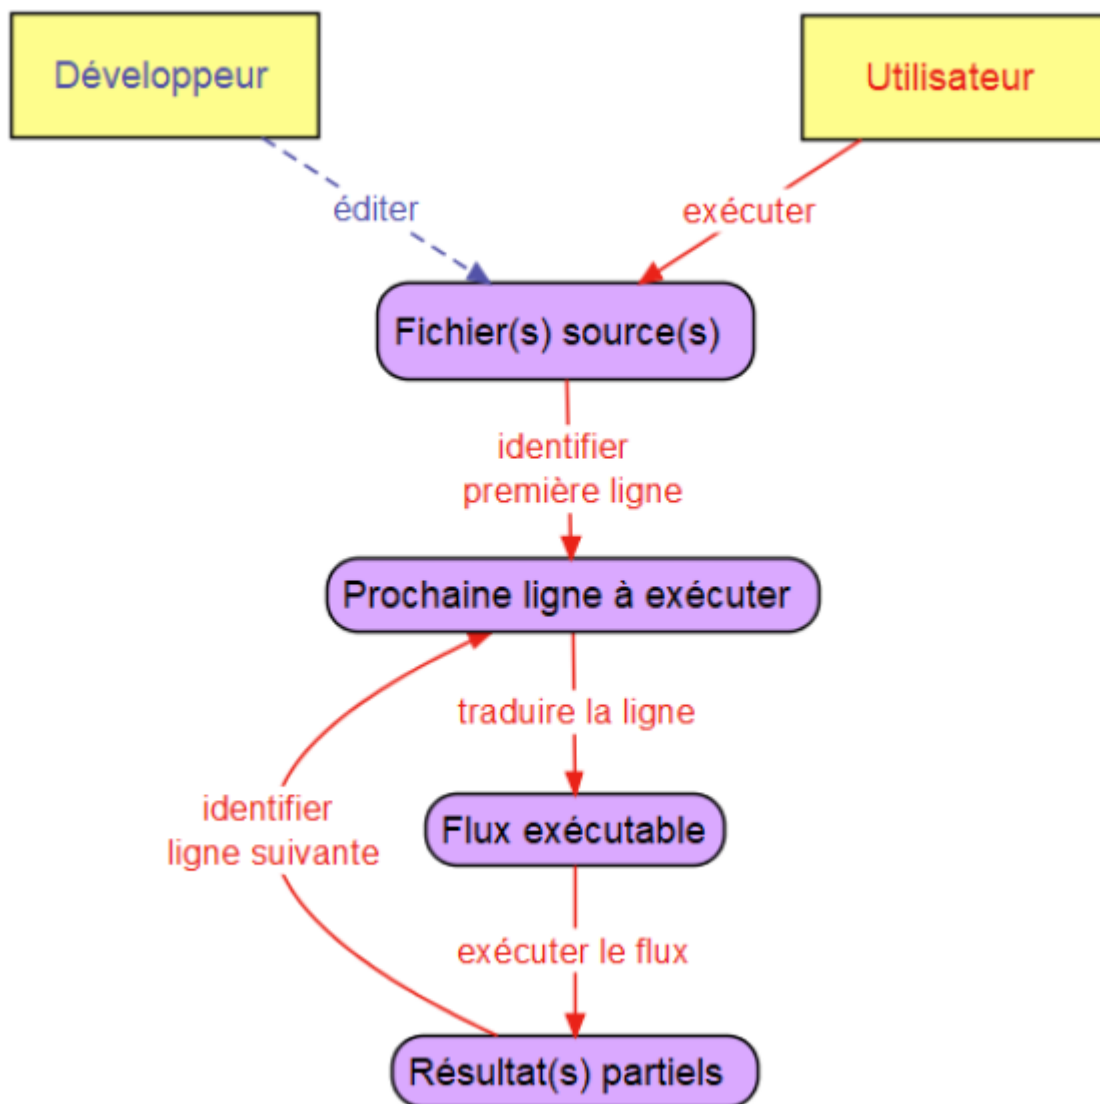 Développeur
Utilisateur
éditer
exécuter
Fichier(s) source(s)
identifier
première ligne
Prochaine ligne à exécuter
traduire la ligne
identifier
ligne suivante
Flux exécutable
exécuter le flux
Résultat(s) partiels